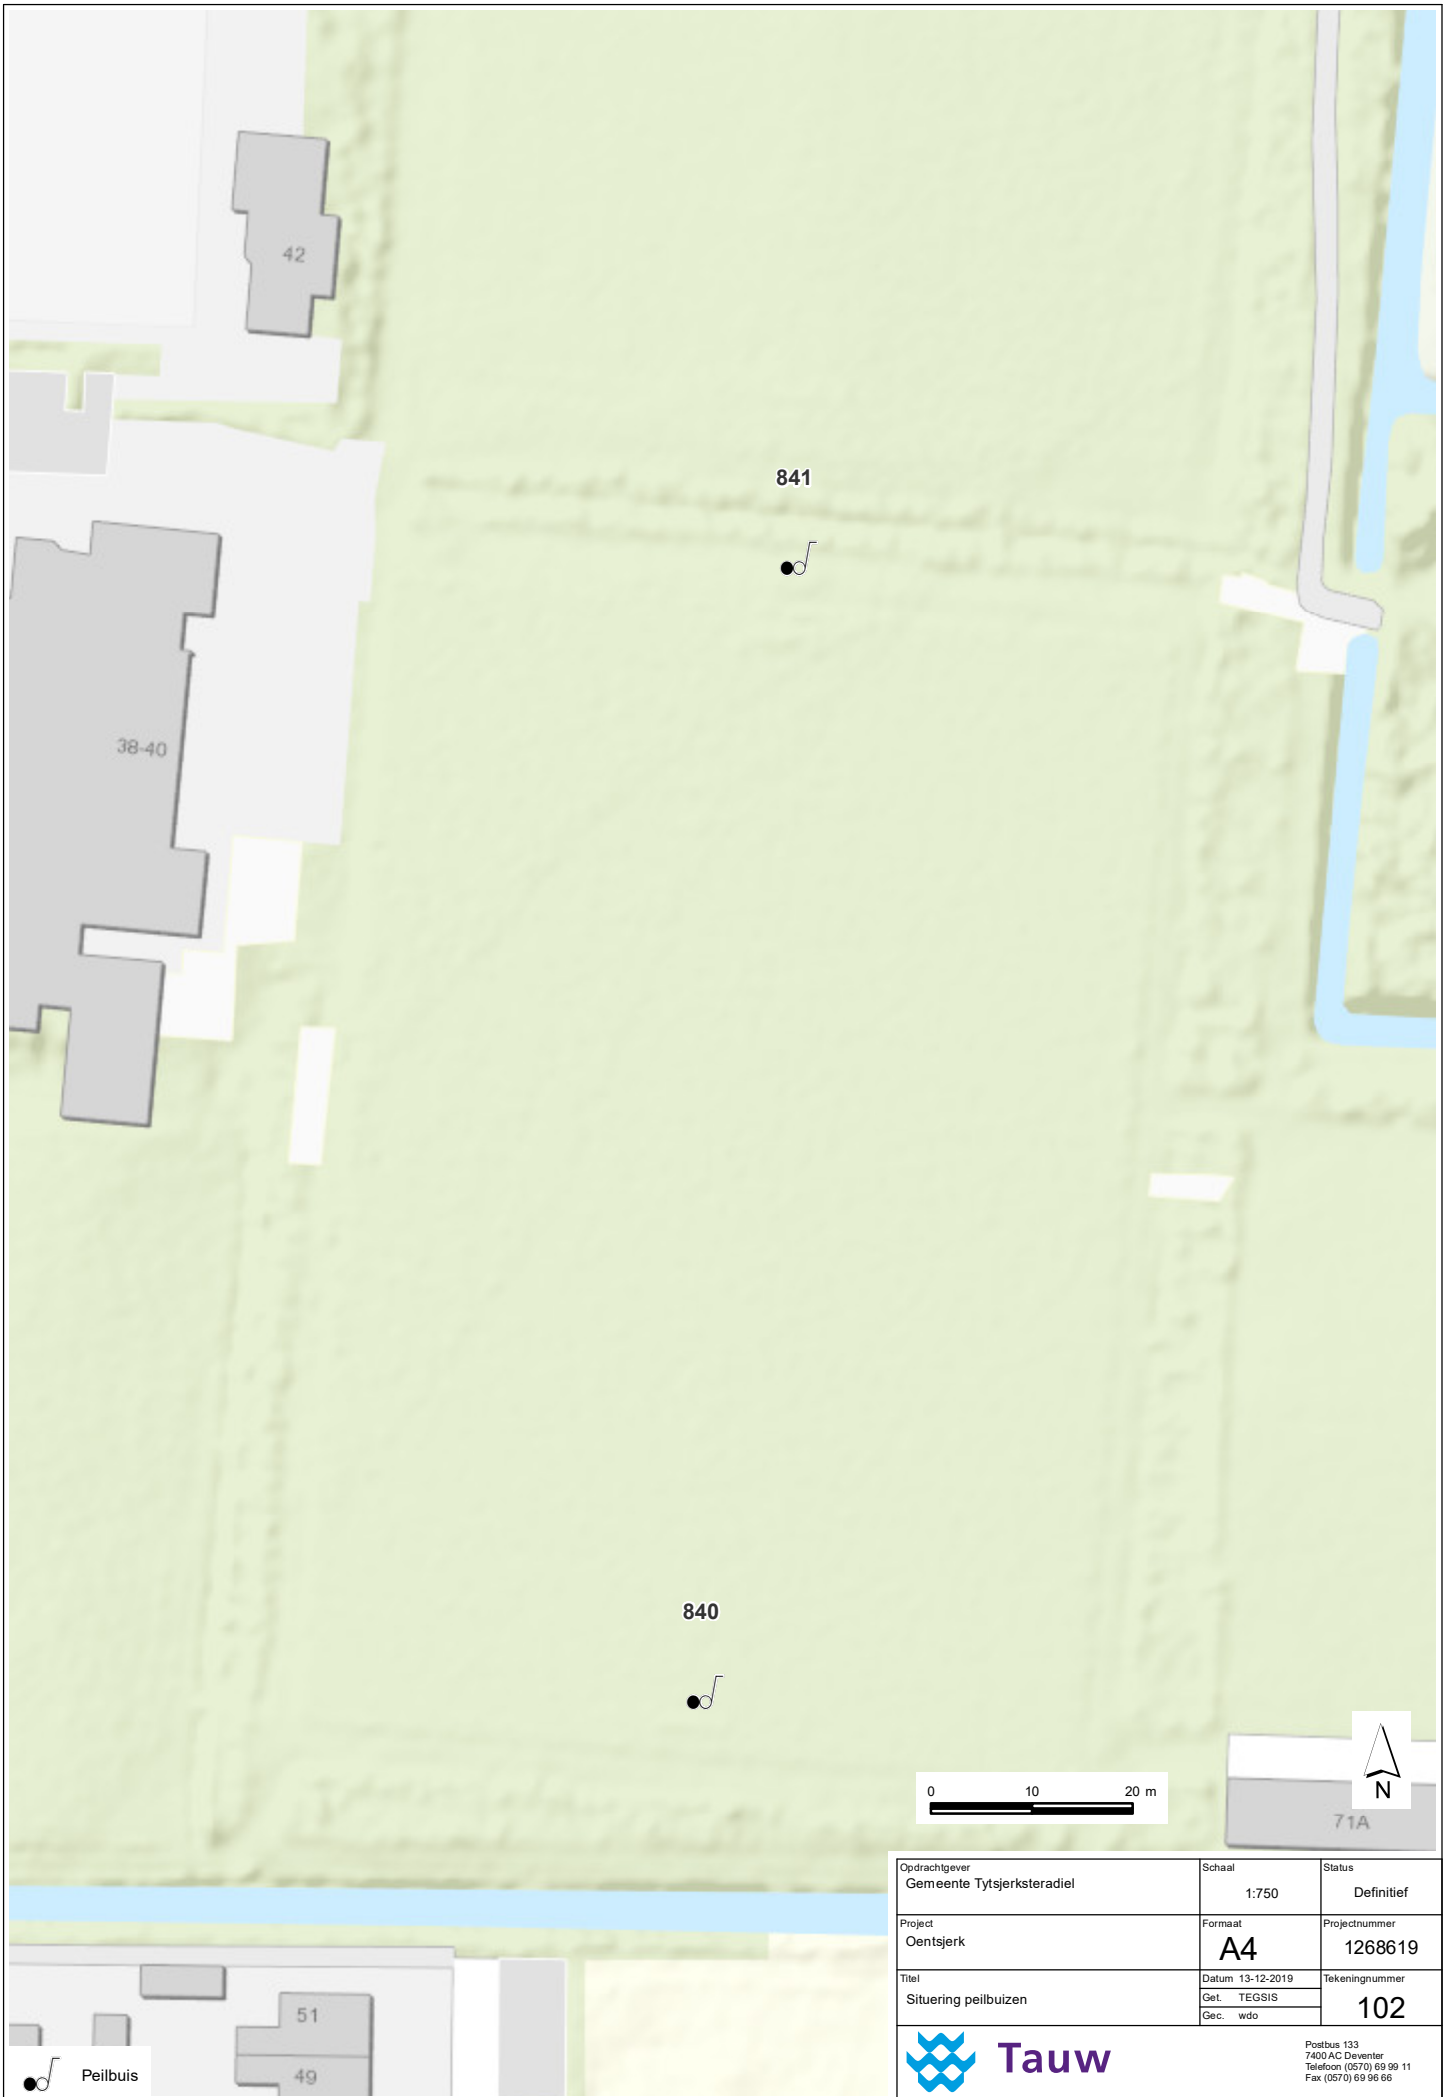 42
841
38-40
840
0 10 20 m
N
71A
Opdrachtgever
Gemeente Tytsjerksteradiel
Schaal
1:750
Status
Definitief
Project
Oentsjerk
Formaat
A4
Projectnummer
1268619
Titel
Situering peilbuizen
Datum 13-12-2019
Get. TEGSIS
Gec. wdo
Tekeningnummer
102
Tauw
Postbus 133
7400 AC Deventer
Telefoon (0570) 69 99 11
Fax (0570) 69 96 66
51
49
Peilbuis